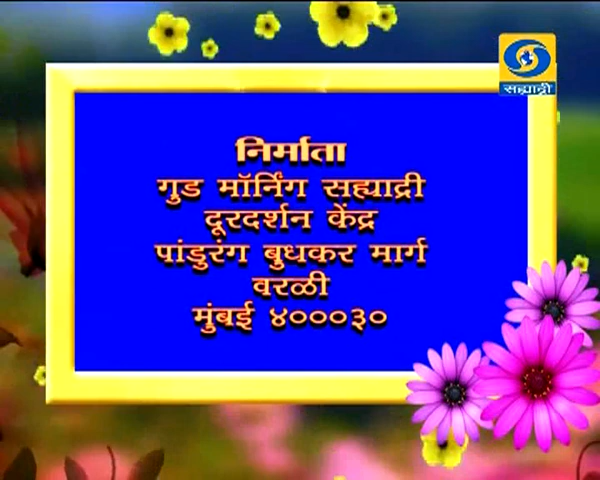 सह्याद्री
निर्माता
गुड मॉर्निंग सह्याद्री
दूरदर्शन केंद्र
पांडुरंग बुधकर मार्ग
वरळी
मुंबई ४०००३०